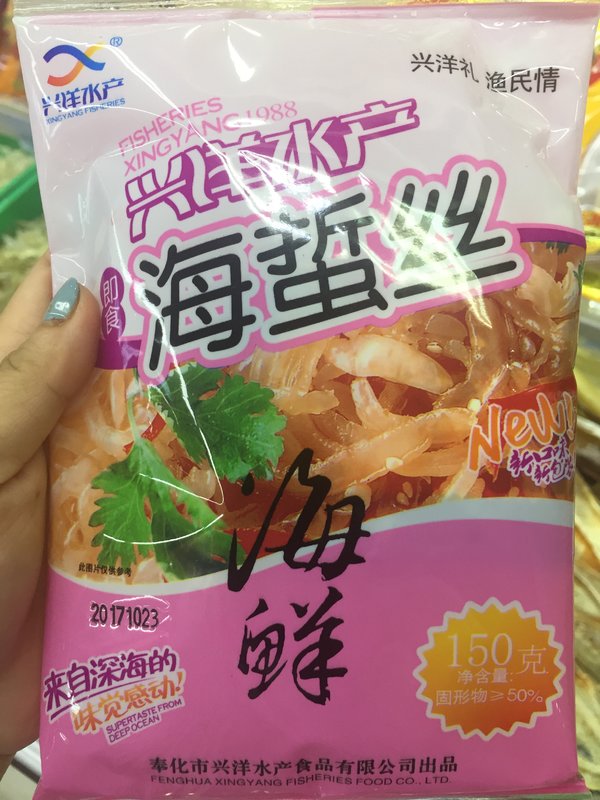 ®
兴洋水产
XINGYANG FISHERIES
兴洋礼 渔民情
FISHERIES
XINGYANG 1988
兴洋水产
即食
海蜇丝
New
新口味
海鲜
此图片仅供参考
20171023
来自深海的
味觉感动!
SUPERTASTE FROM
DEEP OCEAN
150克
净含量:
固形物≥50%
奉化市兴洋水产食品有限公司出品
FENGHUA XINGYANG FISHERIES FOOD CO., LTD.